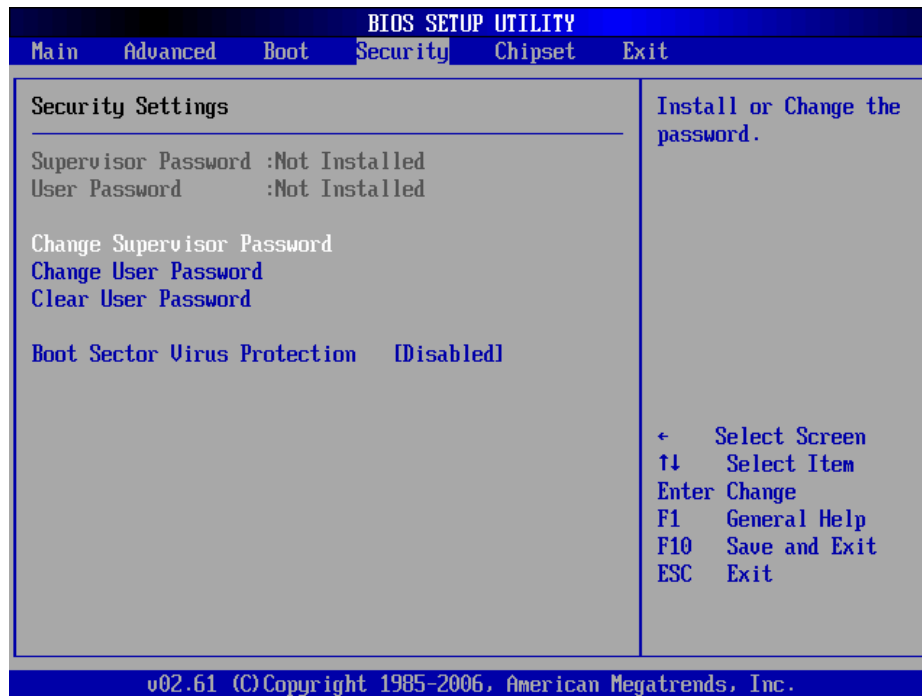 BIOS SETUP UTILITY
Main Advanced Boot Security Chipset Exit
Security Settings
Supervisor Password :Not Installed
User Password :Not Installed
Change Supervisor Password
Change User Password
Clear User Password
Boot Sector Virus Protection [Disabled]
Install or Change the
password.
← Select Screen
↑↓ Select Item
Enter Change
F1 General Help
F10 Save and Exit
ESC Exit
v02.61 (C)Copyright 1985-2006, American Megatrends, Inc.